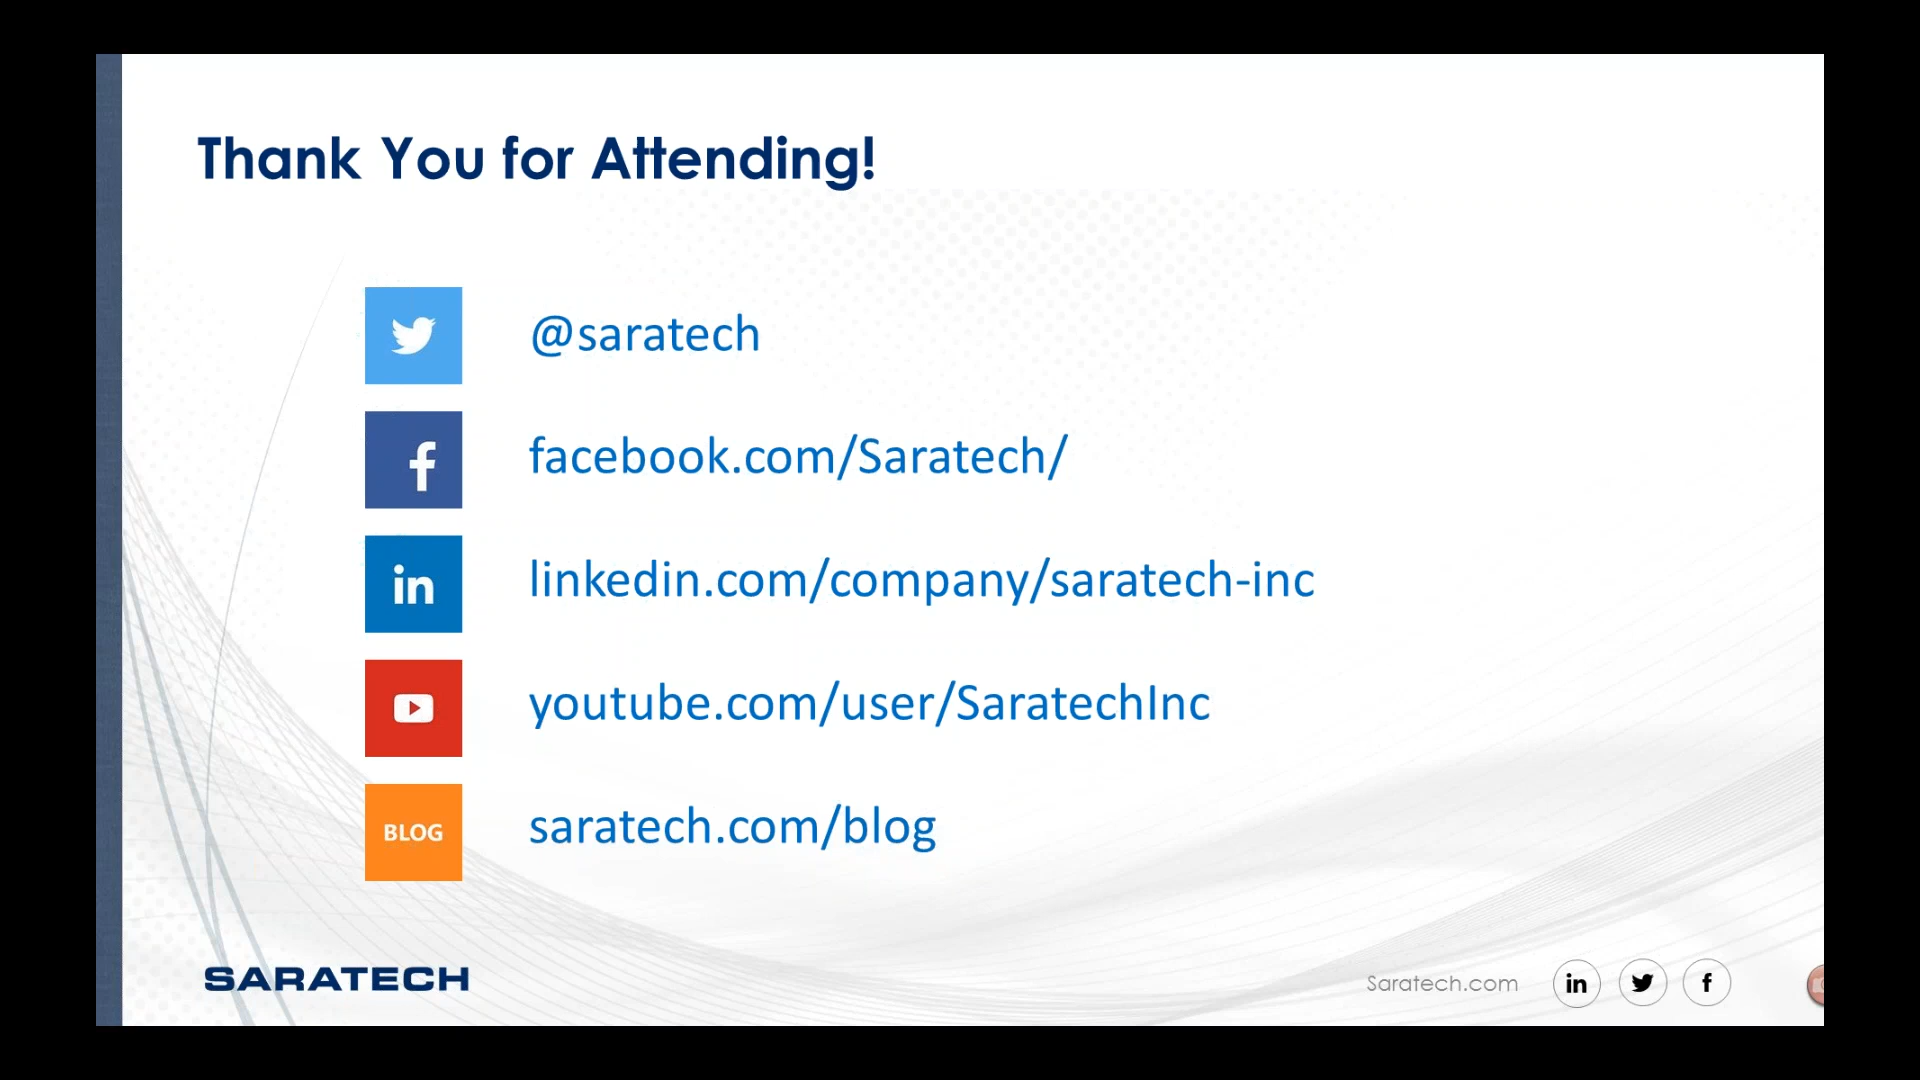 Thank You for Attending!
@saratech
facebook.com/Saratech/
in linkedin.com/company/saratech-inc
youtube.com/user/SaratechInc
BLOG saratech.com/blog
SARATECH Saratech.com in f